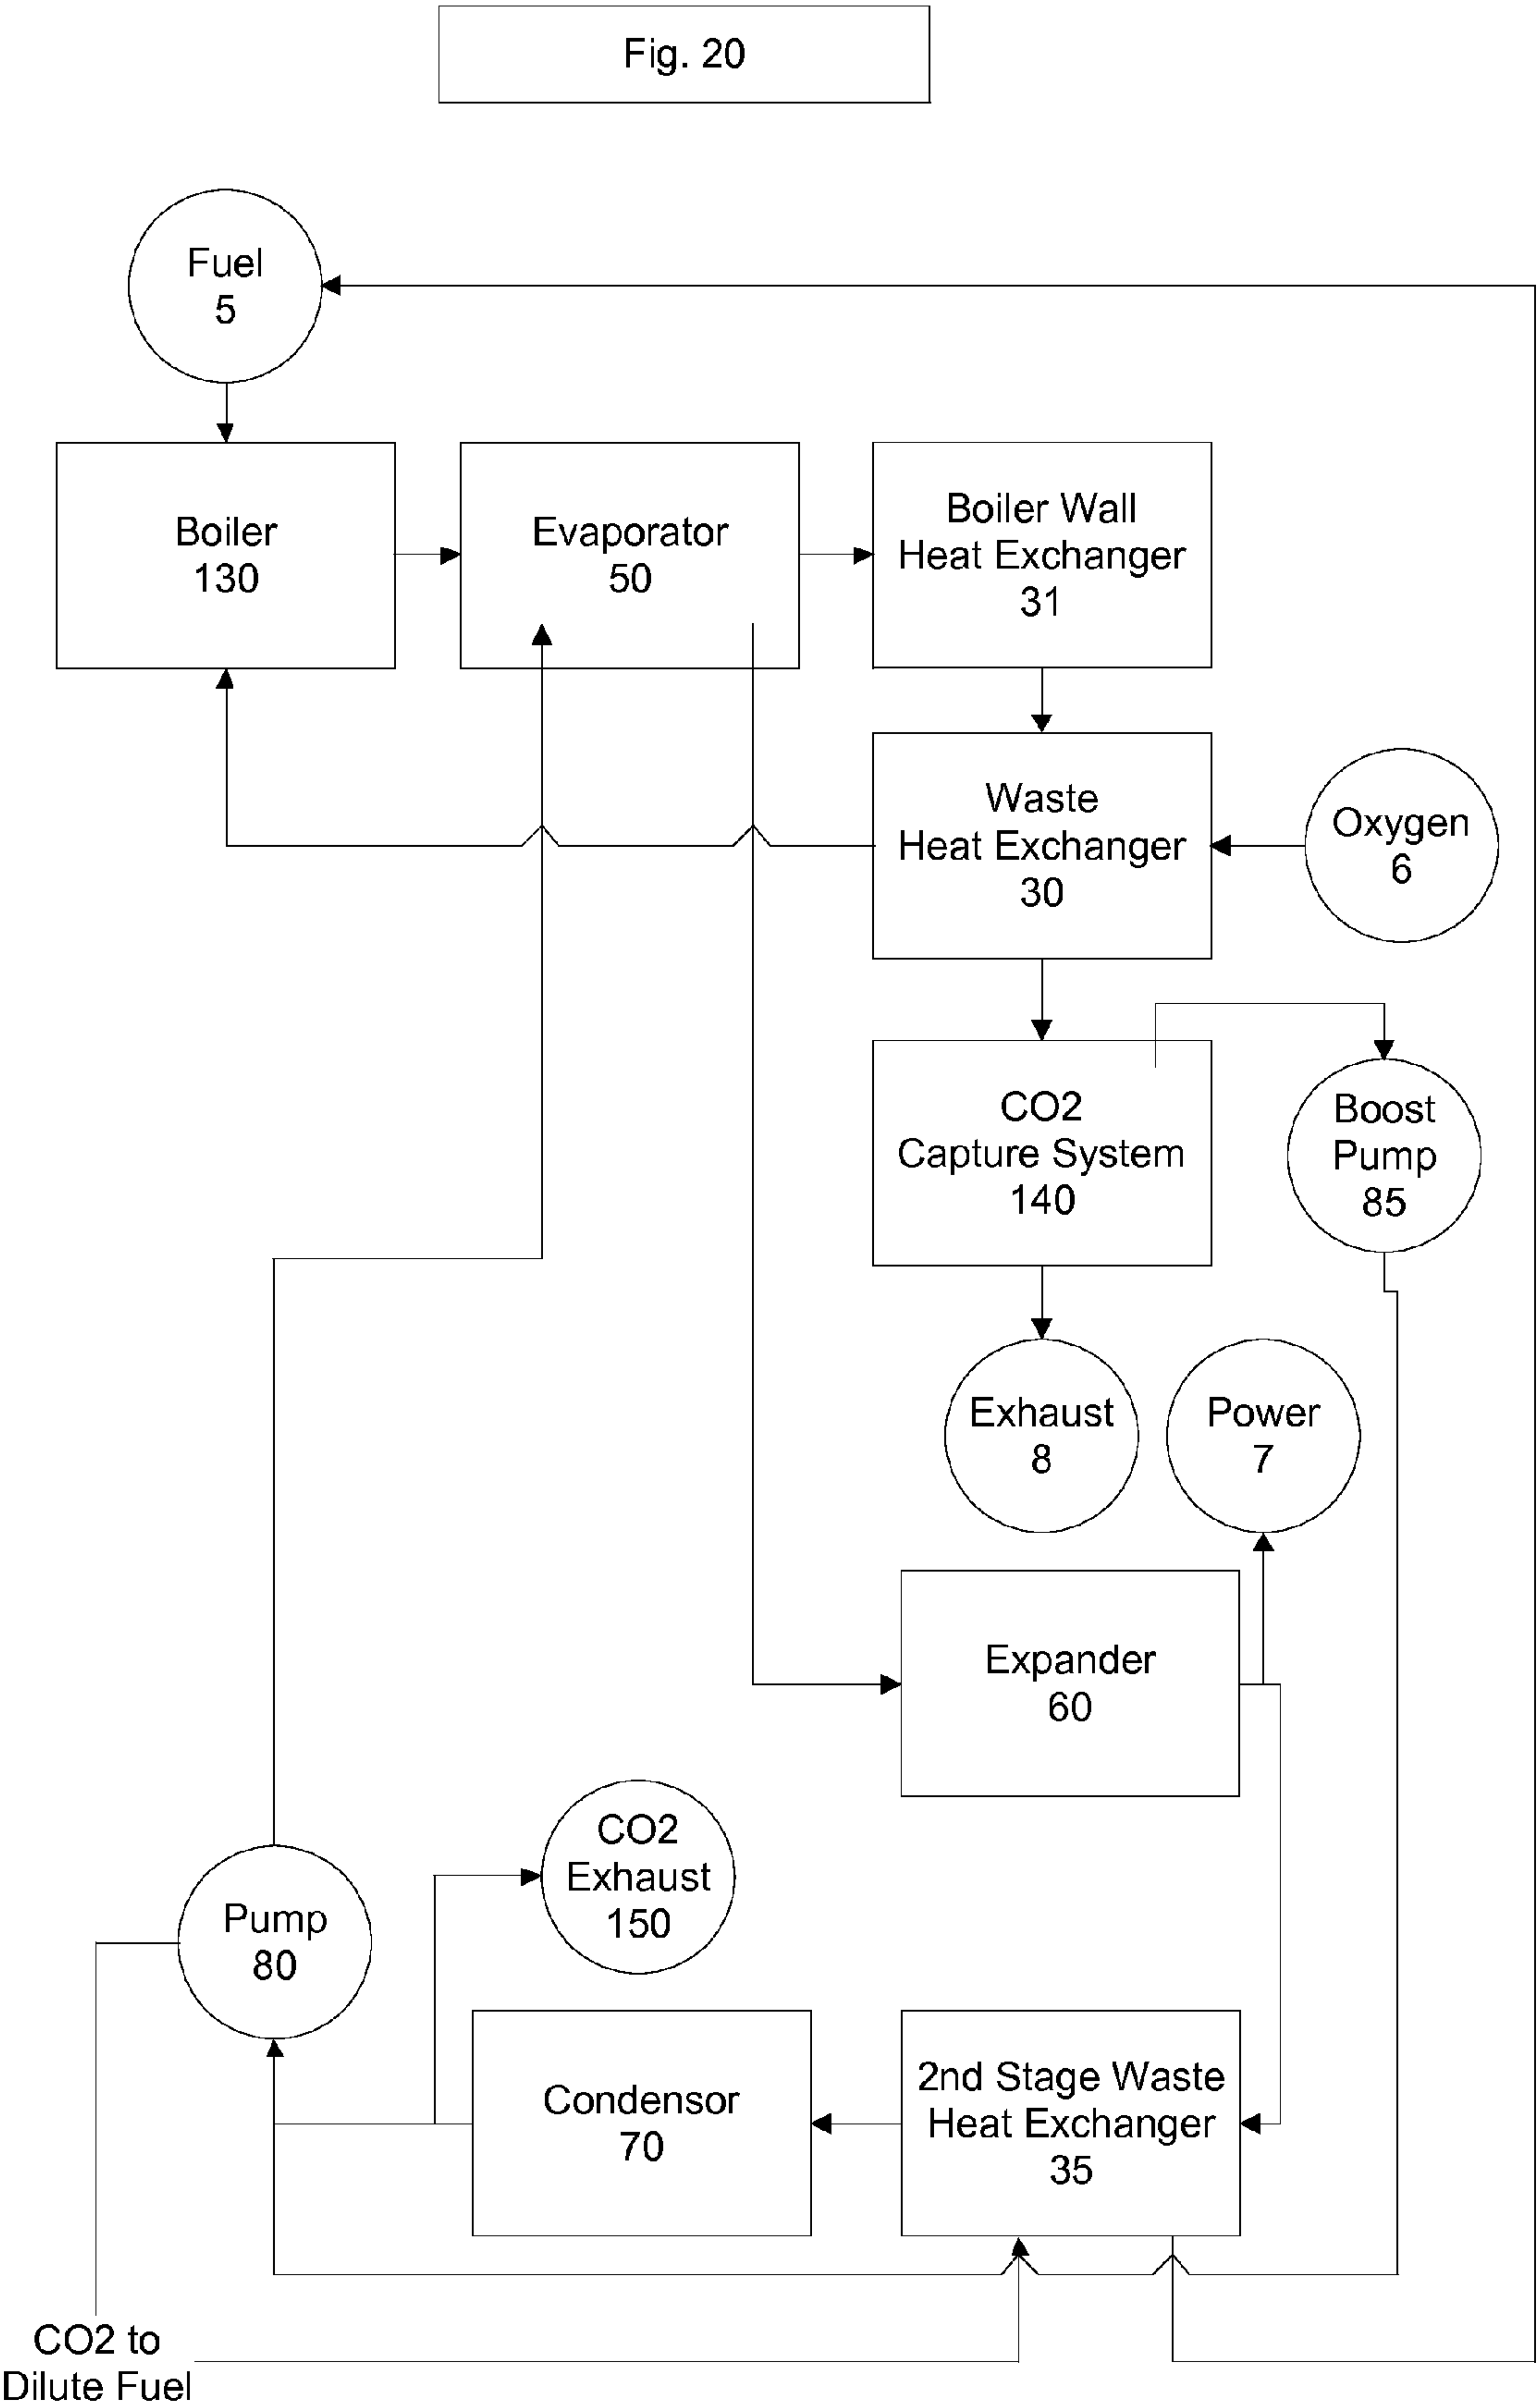 Fig. 20
Fuel
5
Boiler
130
Evaporator
50
Boiler Wall
Heat Exchanger
31
Waste
Heat Exchanger
30
Oxygen
6
CO2
Capture System
140
Boost
Pump
85
Exhaust
8
Power
7
Expander
60
CO2
Exhaust
150
Pump
80
Condensor
70
2nd Stage Waste
Heat Exchanger
35
CO2 to
Dilute Fuel